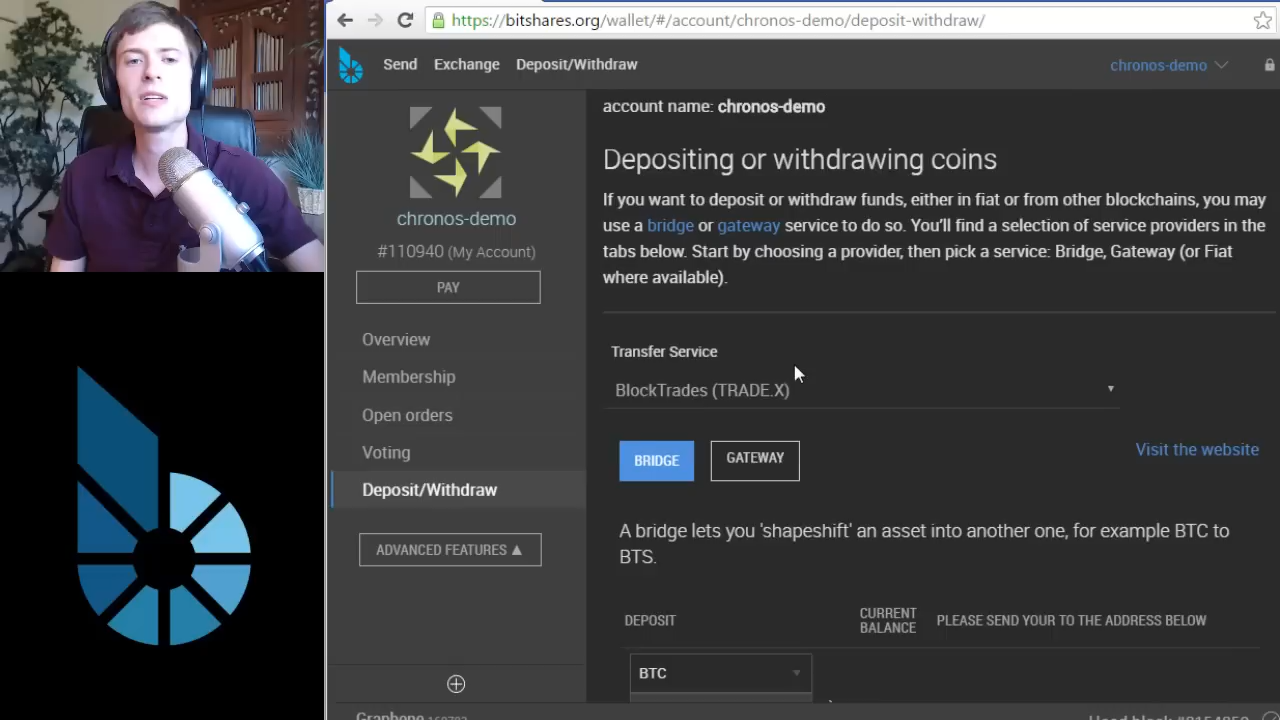 https://bitshares.org/wallet/#/account/chronos-demo/deposit-withdraw/
Send Exchange Deposit/Withdraw chronos-demo
chronos-demo
#110940 (My Account)
PAY
Overview
Membership
Open orders
Voting
Deposit/Withdraw
ADVANCED FEATURES
account name: chronos-demo
Depositing or withdrawing coins
If you want to deposit or withdraw funds, either in fiat or from other blockchains, you may
use a bridge or gateway service to do so. You'll find a selection of service providers in the
tabs below. Start by choosing a provider, then pick a service: Bridge, Gateway (or Fiat
where available).
Transfer Service
BlockTrades (TRADE.X)
BRIDGE GATEWAY
Visit the website
A bridge lets you 'shapeshift' an asset into another one, for example BTC to
BTS.
DEPOSIT
CURRENT
BALANCE
PLEASE SEND YOUR TO THE ADDRESS BELOW
BTC
Graphene